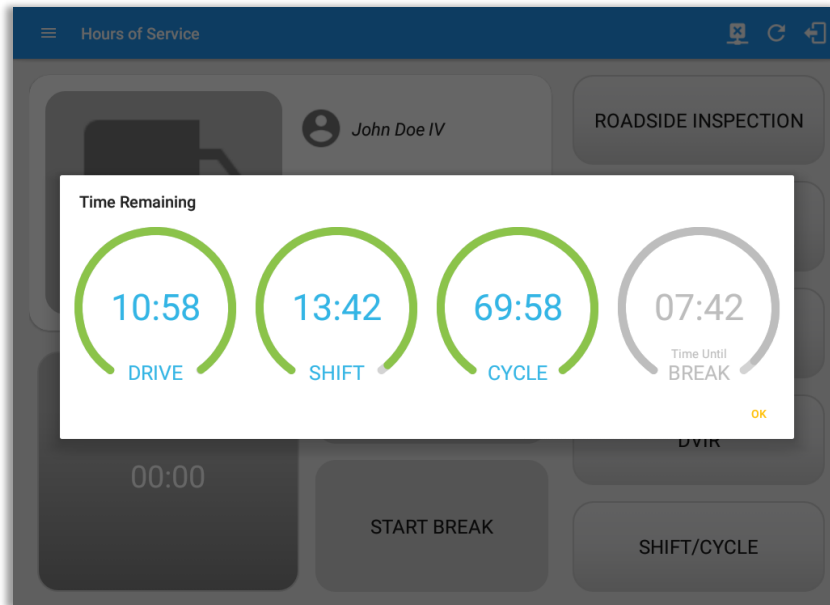 Hours of Service
John Doe IV
ROADSIDE INSPECTION
Time Remaining
10:58
DRIVE
13:42
SHIFT
69:58
CYCLE
07:42
Time Until
BREAK
OK
DVIR
00:00
START BREAK
SHIFT/CYCLE